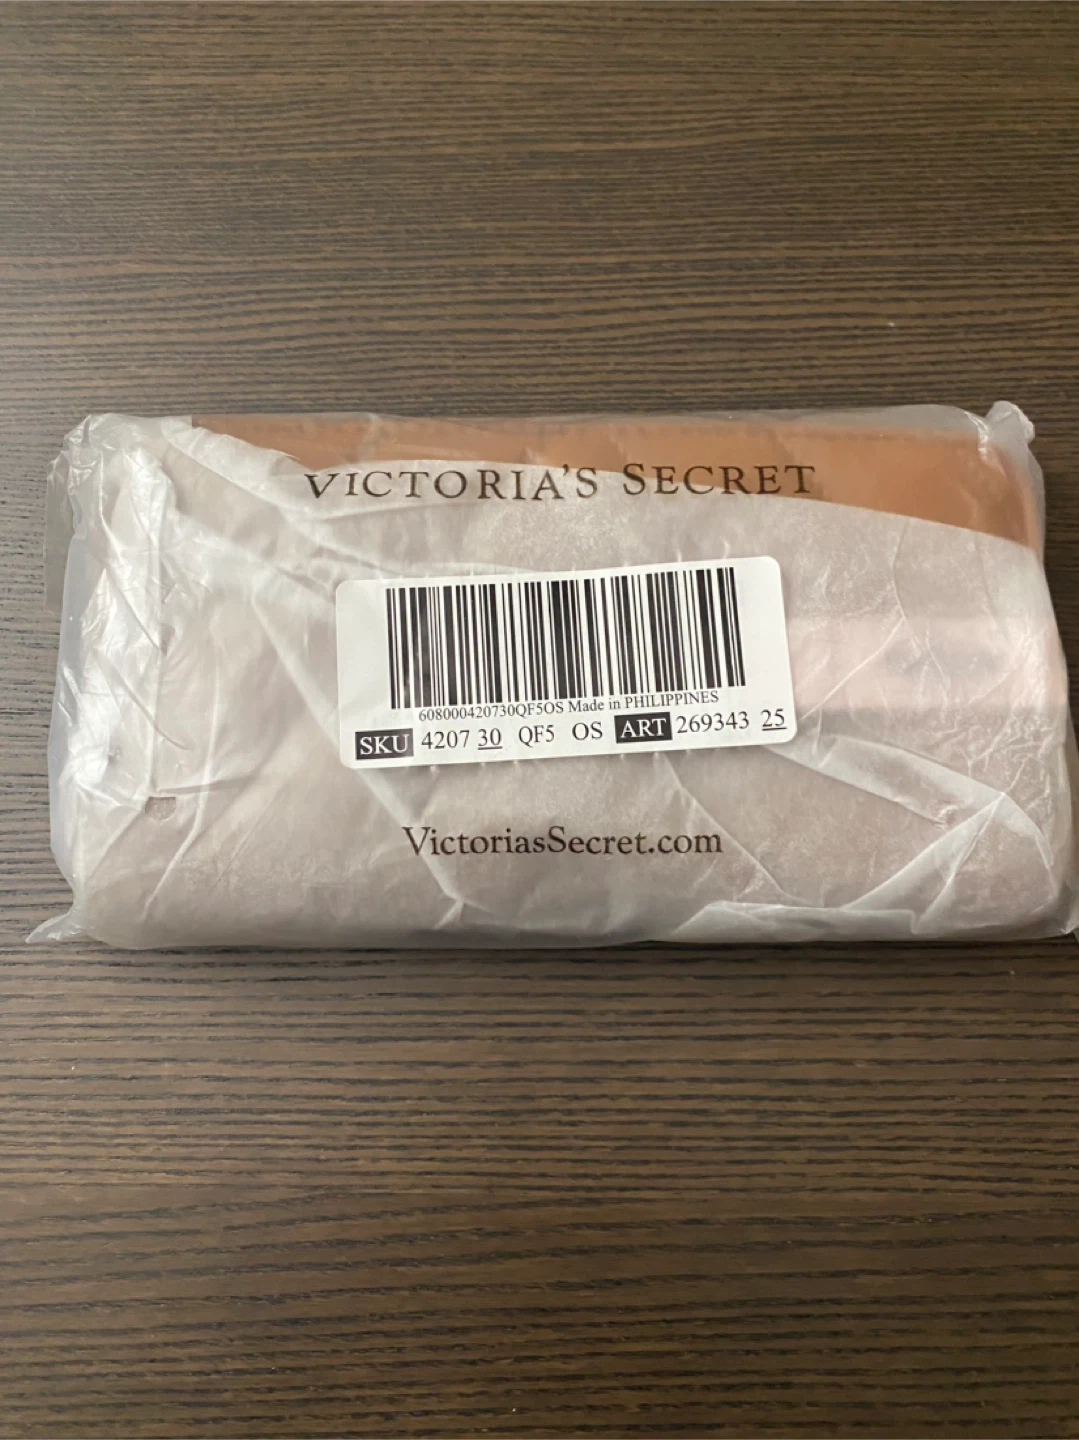 VICTORIA'S SECRET
608000420730QF5OS Made in PHILIPPINES
SKU 4207 30 QF5 OS ART 269343 25
VictoriasSecret.com